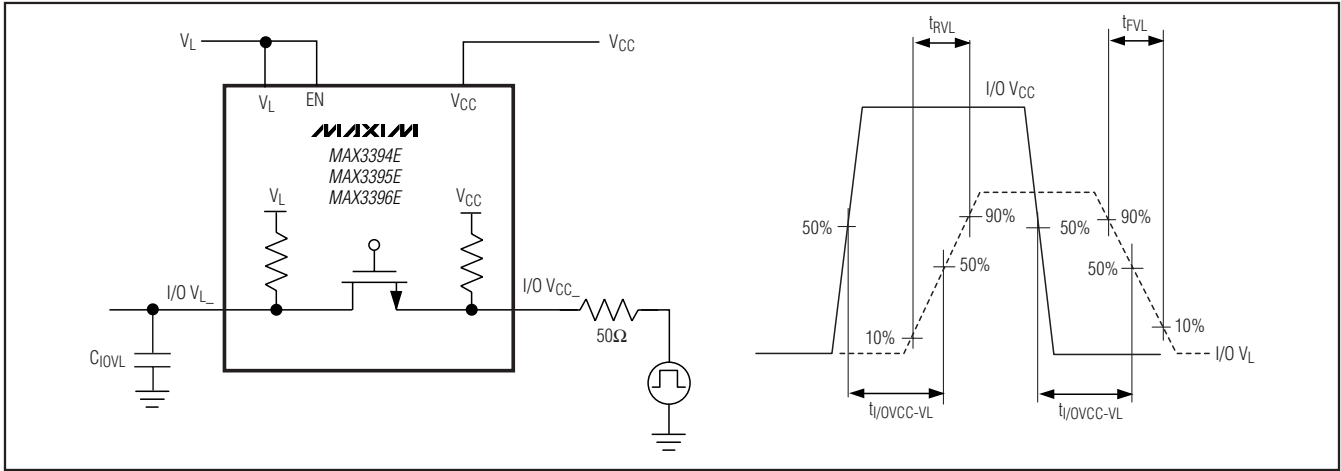 VL
VCC
VL
EN
VCC
MAXIM
MAX3394E
MAX3395E
MAX3396E
VL
VCC
I/O VL_
I/O VCC_
50Ω
CIOVL
tRVL
tFVL
I/O VCC
50%
90%
50%
10%
50%
90%
50%
10%
I/O VL
tI/OVCC-VL
tI/OVCC-VL